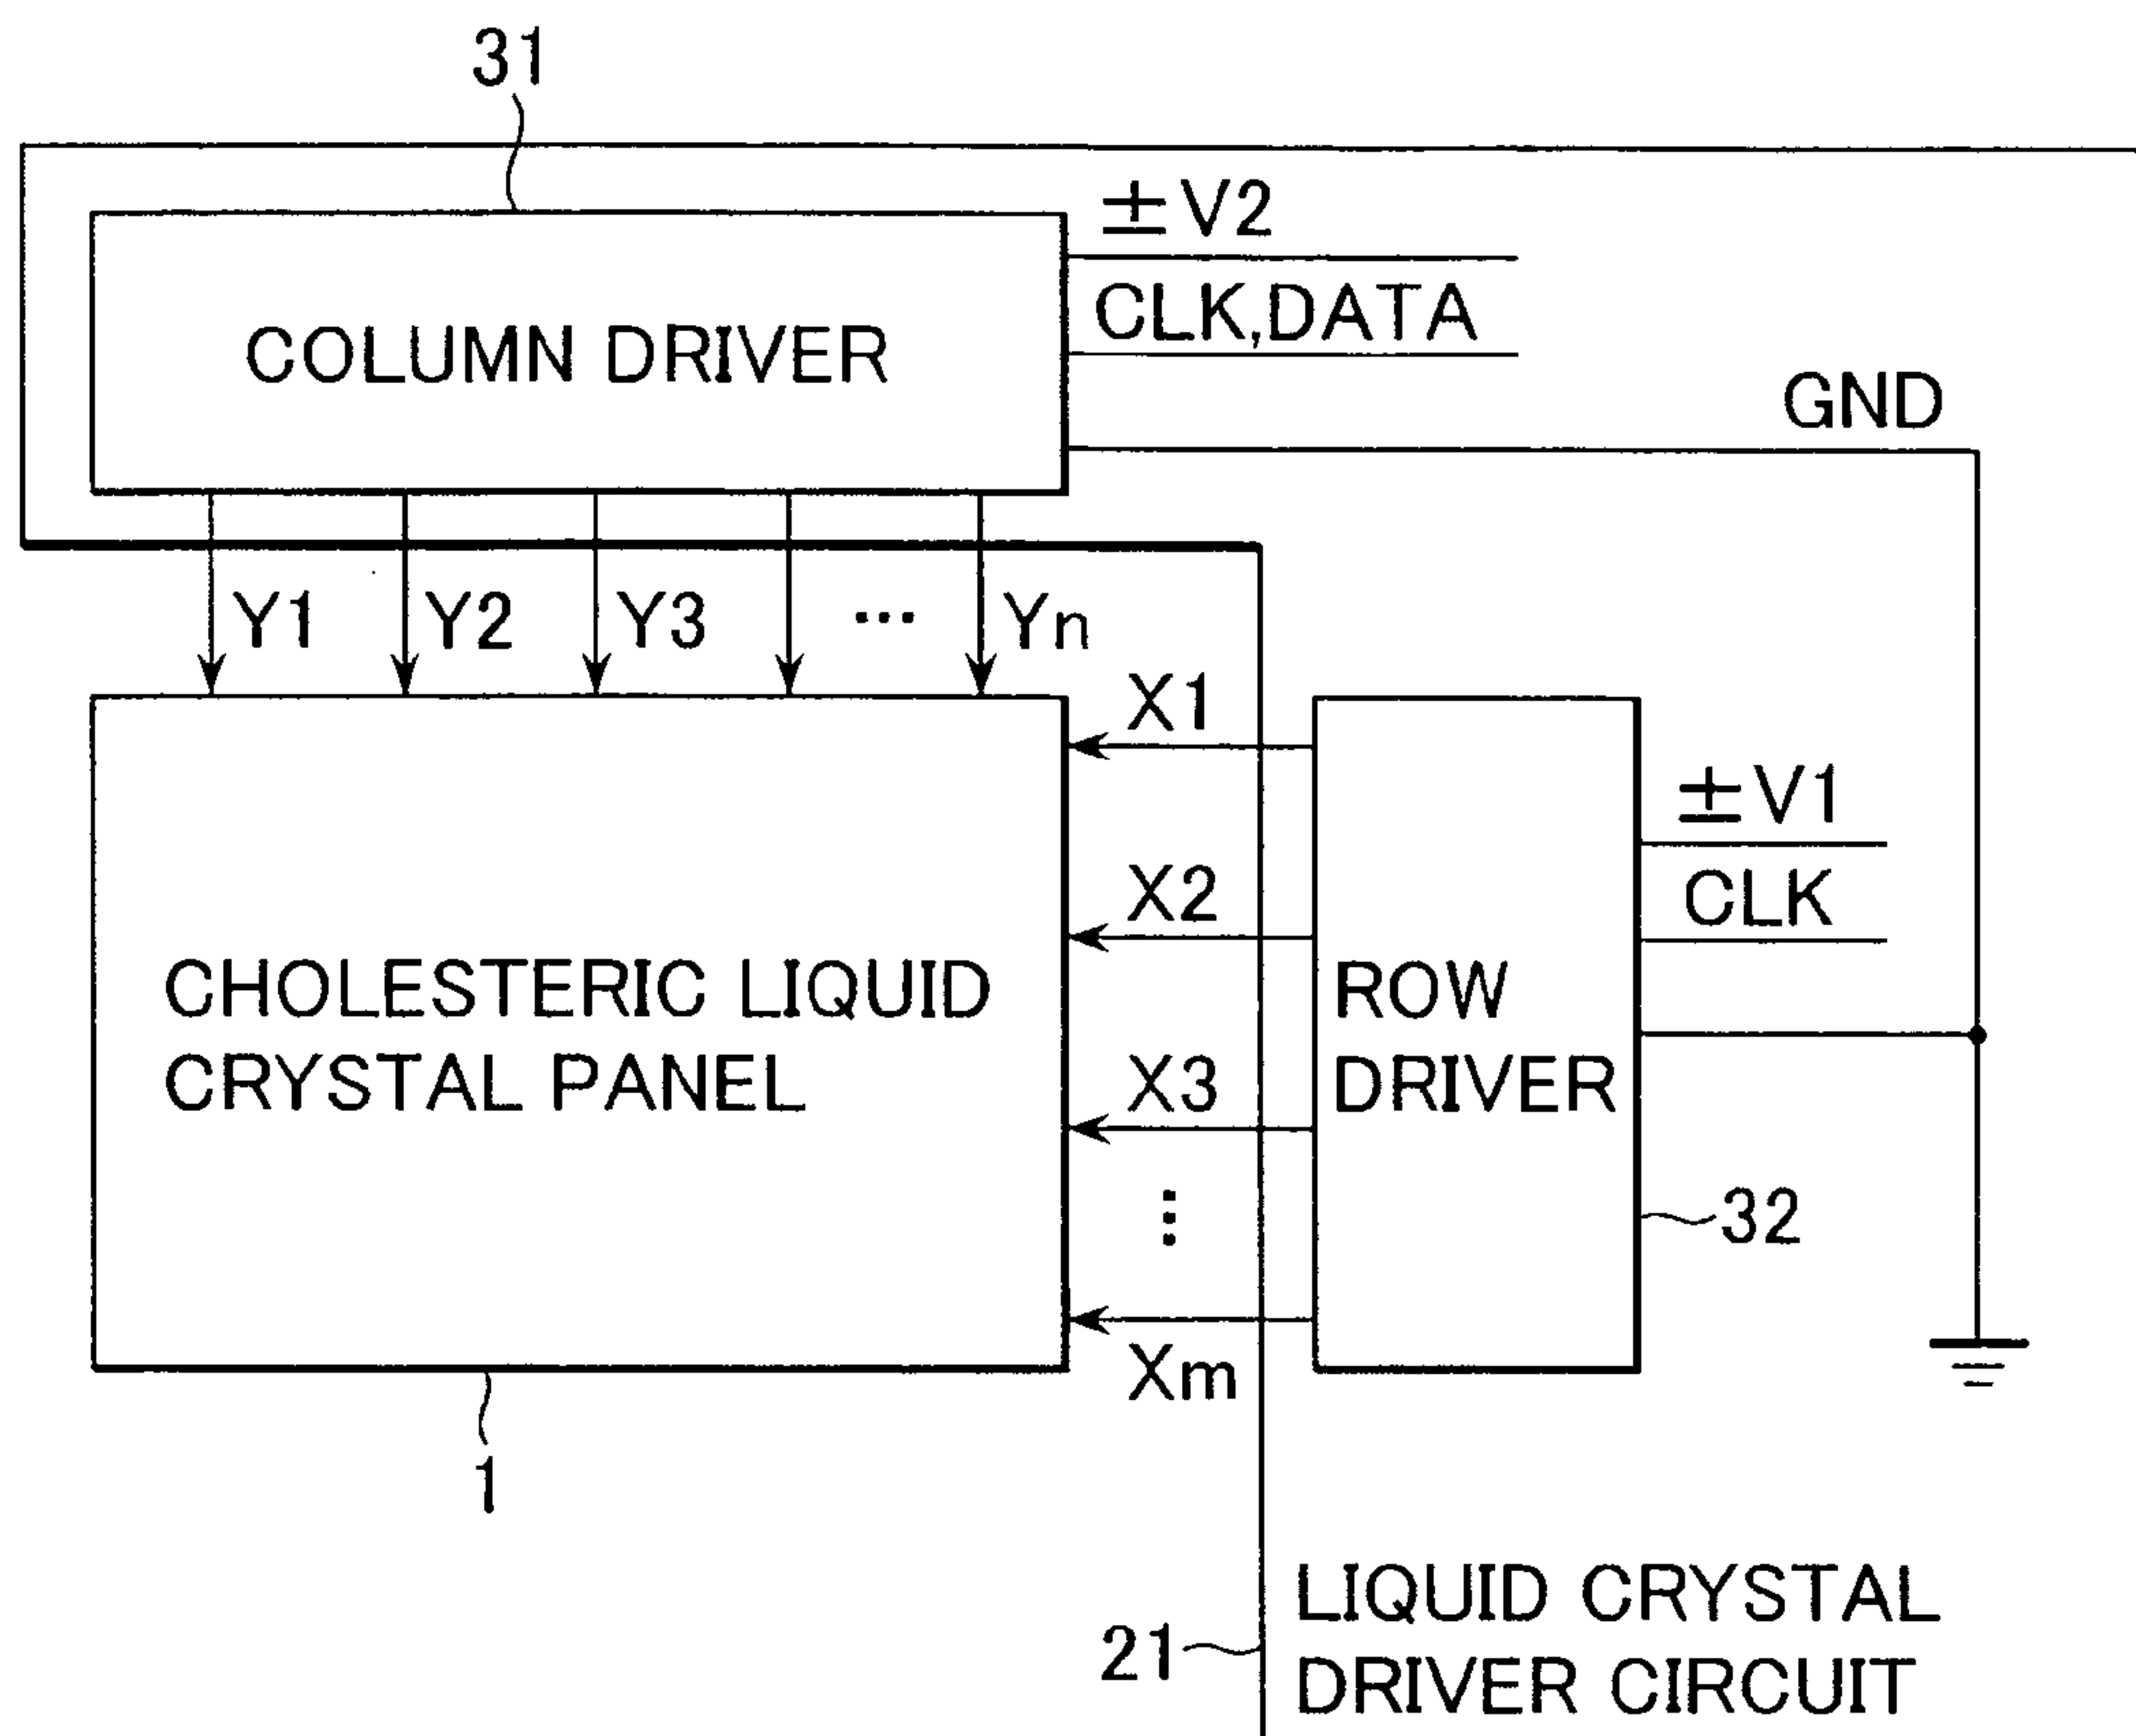 31
±V2
CLK,DATA
COLUMN DRIVER
GND
Y1 Y2 Y3 ... Yn
X1
±V1
X2
CLK
CHOLESTERIC LIQUID
CRYSTAL PANEL
ROW
DRIVER
X3
32
⋮
Xm
1
LIQUID CRYSTAL
DRIVER CIRCUIT
21